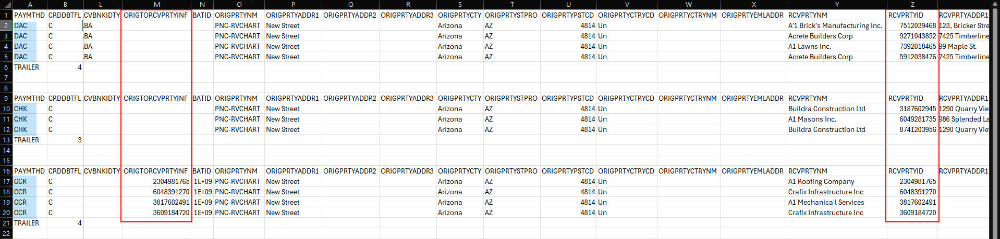 A B L M N O P Q R S T U V W X Y Z
1 PAYMTHD CRDDBTFL CVBNKIDTY ORIGTORCVPRTYINF BATID ORIGPRTYNM ORIGPRTYADDR1 ORIGPRTYADDR2 ORIGPRTYADDR3 ORIGPRTYCTY ORIGPRTYSTPRO ORIGPRTYPSTCD ORIGPRTYCTRYCD ORIGPRTYCTRYNM ORIGPRTYEMLADDR RCVPRTYNM RCVPRTYID RCVPRTYADDR1
2 DAC C BA PNC-RVCHART New Street Arizona AZ 4814 Un A'1 Brick's Manufacturing Inc. 7512039468 123, Bricker Stre
3 DAC C BA PNC-RVCHART New Street Arizona AZ 4814 Un Acrete Builders Corp 9271043852 7425 Timberline
4 DAC C BA PNC-RVCHART New Street Arizona AZ 4814 Un A1 Lawns Inc. 7392018465 99 Maple St.
5 DAC C BA PNC-RVCHART New Street Arizona AZ 4814 Un Acrete Builders Corp 5912038476 7425 Timberline
6 TRAILER 4
7
8
9 PAYMTHD CRDDBTFL CVBNKIDTY ORIGTORCVPRTYINF BATID ORIGPRTYNM ORIGPRTYADDR1 ORIGPRTYADDR2 ORIGPRTYADDR3 ORIGPRTYCTY ORIGPRTYSTPRO ORIGPRTYPSTCD ORIGPRTYCTRYCD ORIGPRTYCTRYNM ORIGPRTYEMLADDR RCVPRTYNM RCVPRTYID RCVPRTYADDR1
10 CHK C PNC-RVCHART New Street Arizona AZ 4814 Un Buildra Construction Ltd 3187602945 1290 Quarry Vie
11 CHK C PNC-RVCHART New Street Arizona AZ 4814 Un A1 Masons Inc. 6049281735 986 Splended La
12 CHK C PNC-RVCHART New Street Arizona AZ 4814 Un Buildra Construction Ltd 8741203956 1290 Quarry Vie
13 TRAILER 3
14
15
16 PAYMTHD CRDDBTFL CVBNKIDTY ORIGTORCVPRTYINF BATID ORIGPRTYNM ORIGPRTYADDR1 ORIGPRTYADDR2 ORIGPRTYADDR3 ORIGPRTYCTY ORIGPRTYSTPRO ORIGPRTYPSTCD ORIGPRTYCTRYCD ORIGPRTYCTRYNM ORIGPRTYEMLADDR RCVPRTYNM RCVPRTYID RCVPRTYADDR1
17 CCR C 2304981765 1E+09 PNC-RVCHART New Street Arizona AZ 4814 Un A1 Roofing Company 2304981765
18 CCR C 6048391270 1E+09 PNC-RVCHART New Street Arizona AZ 4814 Un Crafix Infrastructure Inc 6048391270
19 CCR C 3817602491 1E+09 PNC-RVCHART New Street Arizona AZ 4814 Un A1 Mechanica'l Services 3817602491
20 CCR C 3609184720 1E+09 PNC-RVCHART New Street Arizona AZ 4814 Un Crafix Infrastructure Inc 3609184720
21 TRAILER 4
22